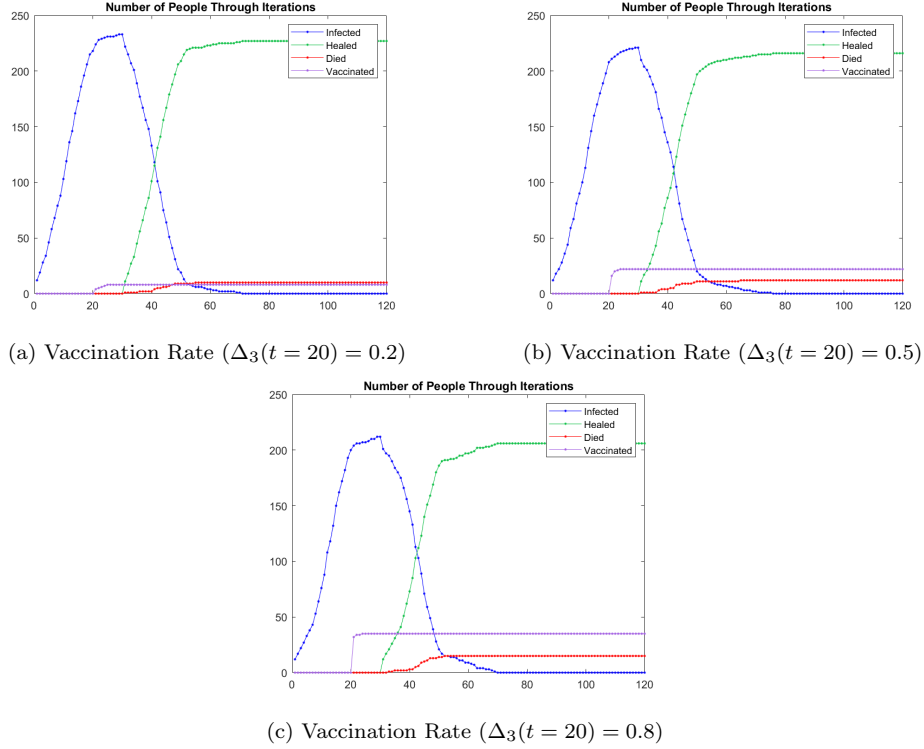 Number of People Through Iterations
250
200
150
100
50
0
0 20 40 60 80 100 120
Infected
Healed
Died
Vaccinated
(a) Vaccination Rate (Δ₃(t = 20) = 0.2)
Number of People Through Iterations
250
200
150
100
50
0
0 20 40 60 80 100 120
Infected
Healed
Died
Vaccinated
(b) Vaccination Rate (Δ₃(t = 20) = 0.5)
Number of People Through Iterations
250
200
150
100
50
0
0 20 40 60 80 100 120
Infected
Healed
Died
Vaccinated
(c) Vaccination Rate (Δ₃(t = 20) = 0.8)